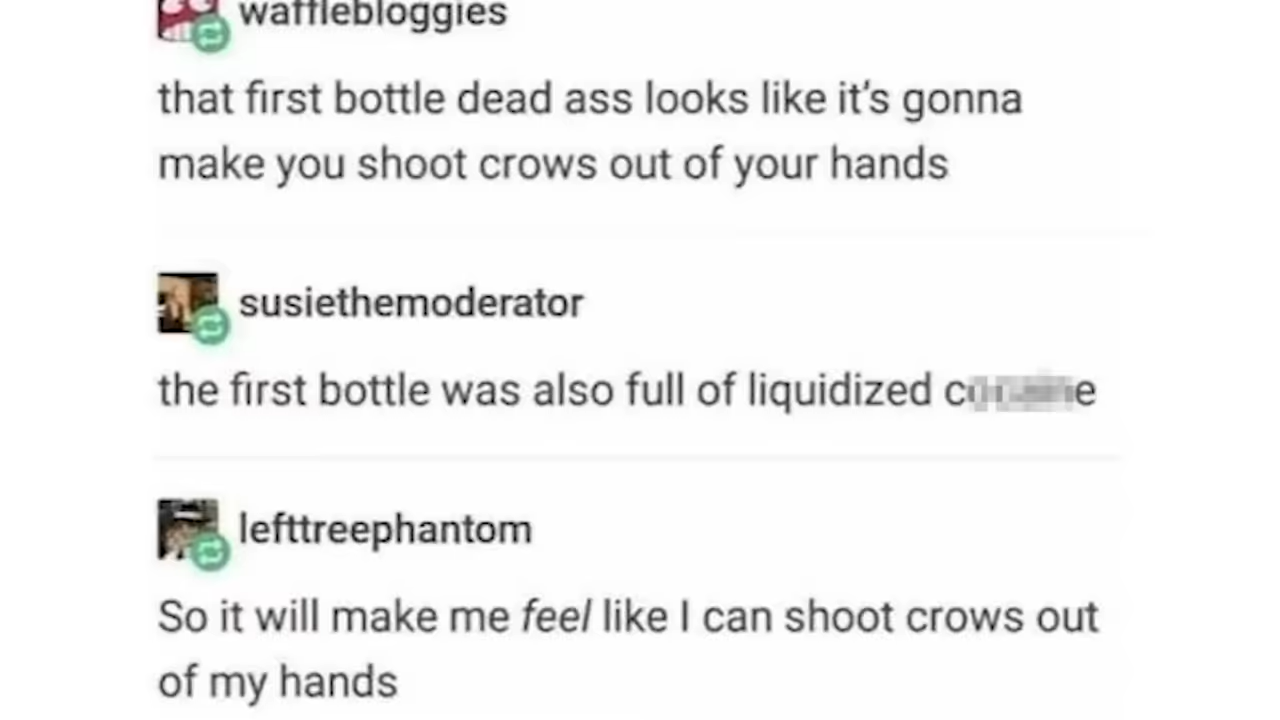 wafflebloggies
that first bottle dead ass looks like it's gonna
make you shoot crows out of your hands
susiethemoderator
the first bottle was also full of liquidized
lefttreephantom
So it will make me feel like I can shoot crows out
of my hands